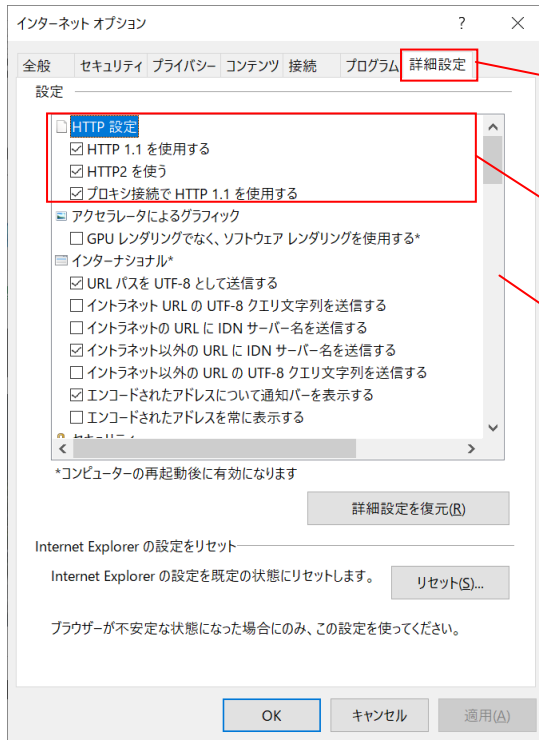 インターネット オプション
全般 セキュリティ プライバシー コンテンツ 接続 プログラム 詳細設定
設定
HTTP 設定
HTTP 1.1 を使用する
HTTP2 を使う
プロキシ接続で HTTP 1.1 を使用する
アクセラレータによるグラフィック
GPU レンダリングでなく、ソフトウェア レンダリングを使用する*
インターナショナル*
URL パスを UTF-8 として送信する
イントラネット URL の UTF-8 クエリ文字列を送信する
イントラネットの URL に IDN サーバー名を送信する
イントラネット以外の URL に IDN サーバー名を送信する
イントラネット以外の URL の UTF-8 クエリ文字列を送信する
エンコードされたアドレスについて通知バーを表示する
エンコードされたアドレスを常に表示する
セキュリティ
*コンピューターの再起動後に有効になります
詳細設定を復元(R)
Internet Explorer の設定をリセット
Internet Explorer の設定を既定の状態にリセットします。 リセット(S)...
ブラウザーが不安定な状態になった場合にのみ、この設定を使ってください。
OK キャンセル 適用(A)